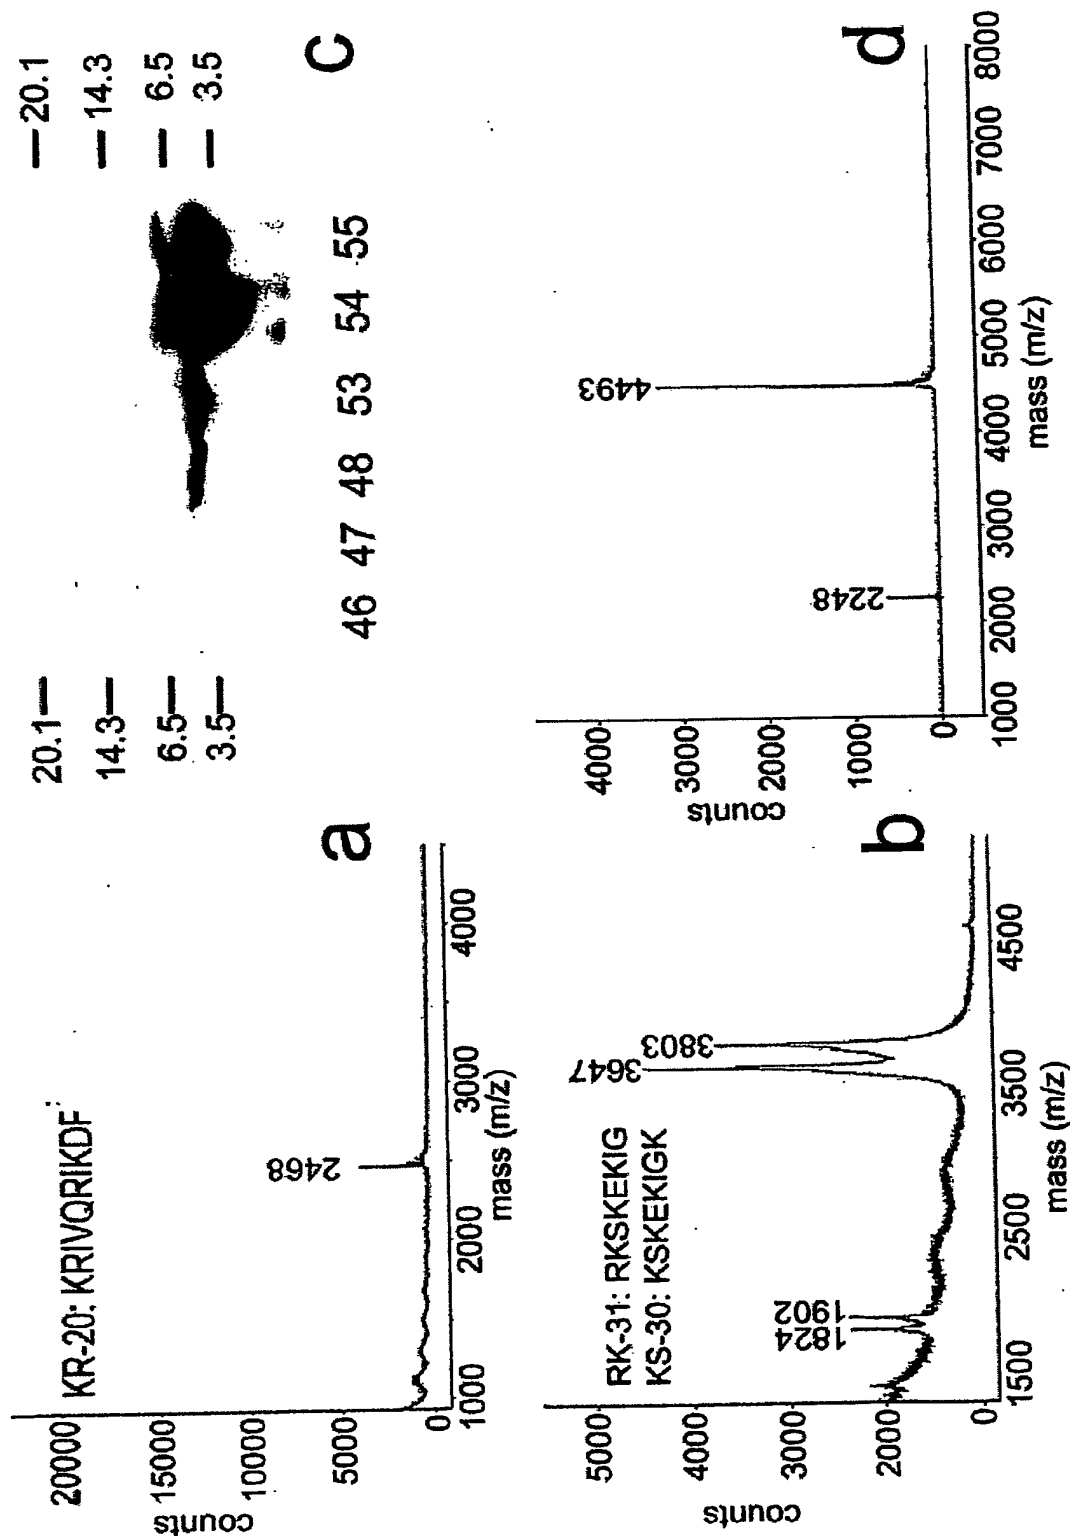 KR-20: KRIVQRIKDF
20000
15000
10000
5000
0
counts
2468
1000 2000 3000 4000
mass (m/z)
a
20.1
14.3
6.5
3.5
20.1
14.3
6.5
3.5
46 47 48 53 54 55
c
RK-31: RKSKEKIG
KS-30: KSKEKIGK
5000
4000
3000
2000
0
counts
1824
1902
3647
3803
1500 2500 3500 4500
mass (m/z)
b
4000
3000
2000
1000
0
counts
2248
4493
1000 2000 3000 4000 5000 6000 7000 8000
mass (m/z)
d